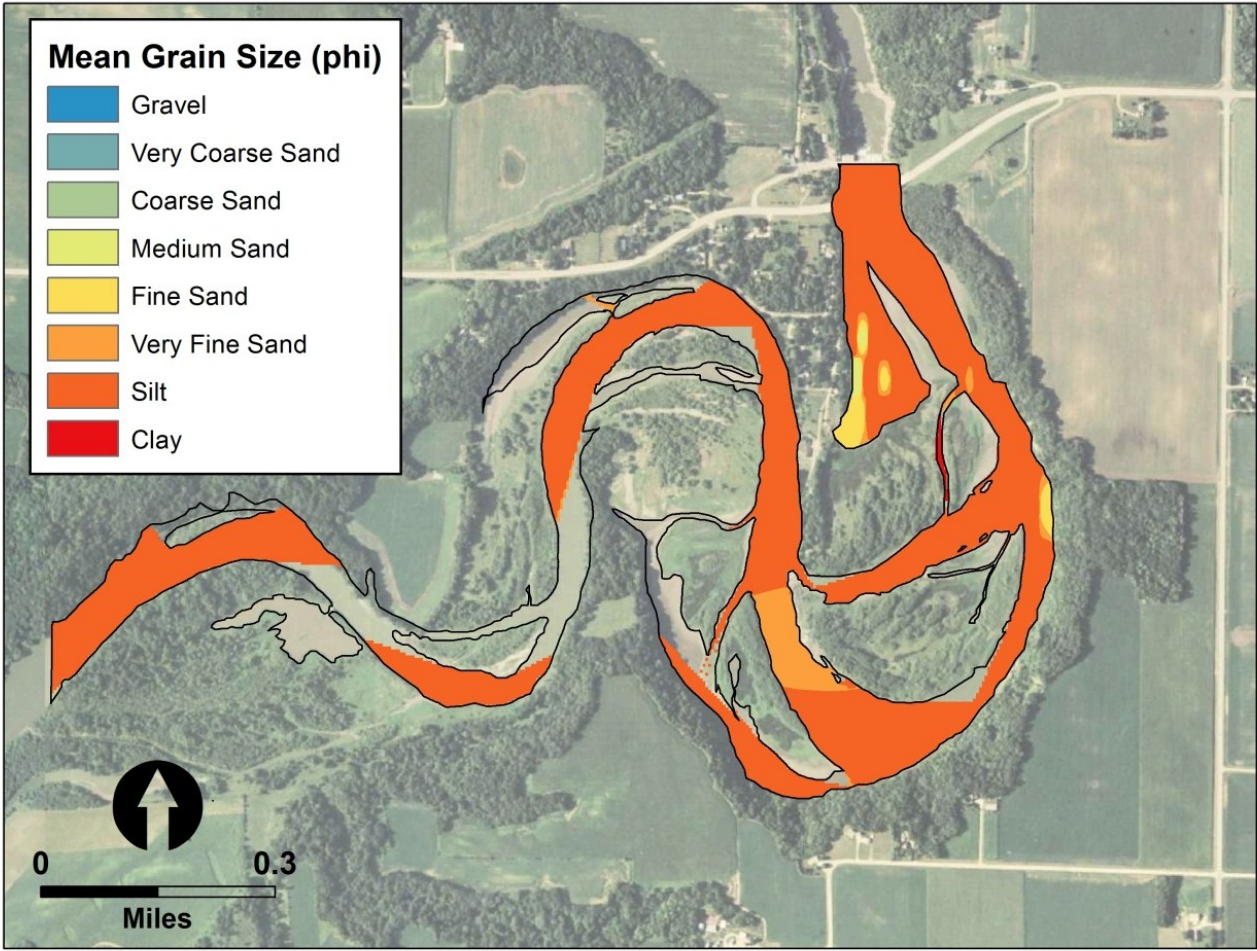 Mean Grain Size (phi)
Gravel
Very Coarse Sand
Coarse Sand
Medium Sand
Fine Sand
Very Fine Sand
Silt
Clay
0 0.3
Miles